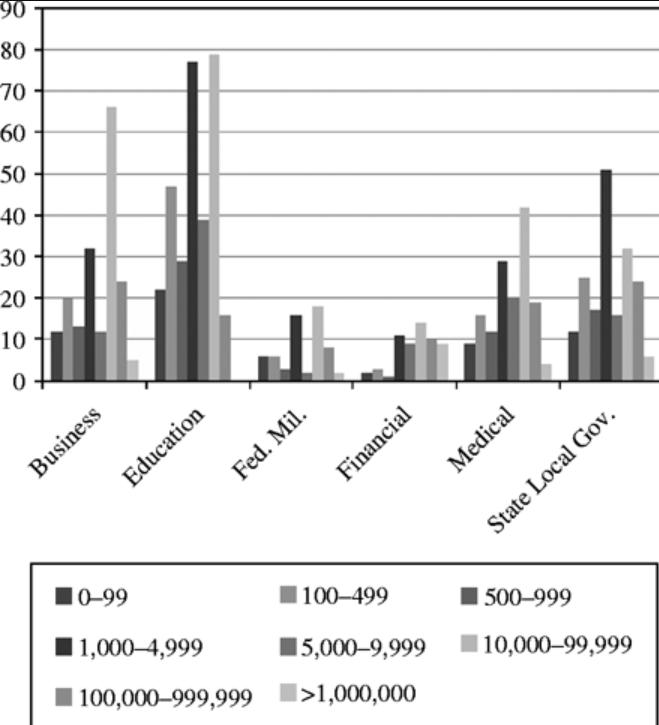 90
80
70
60
50
40
30
20
10
0
Business
Education
Fed. Mil.
Financial
Medical
State Local Gov.
0–99 100–499 500–999
1,000–4,999 5,000–9,999 10,000–99,999
100,000–999,999 >1,000,000